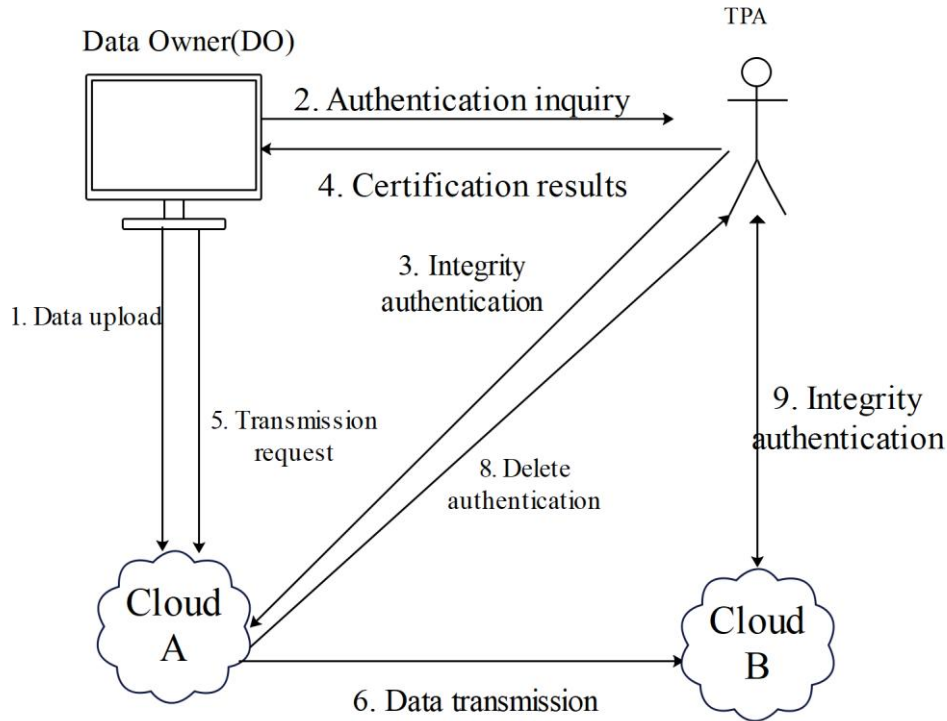 TPA
Data Owner(DO)
2. Authentication inquiry
4. Certification results
3. Integrity
authentication
1. Data upload
5. Transmission
request
9. Integrity
authentication
8. Delete
authentication
Cloud
A
Cloud
B
6. Data transmission